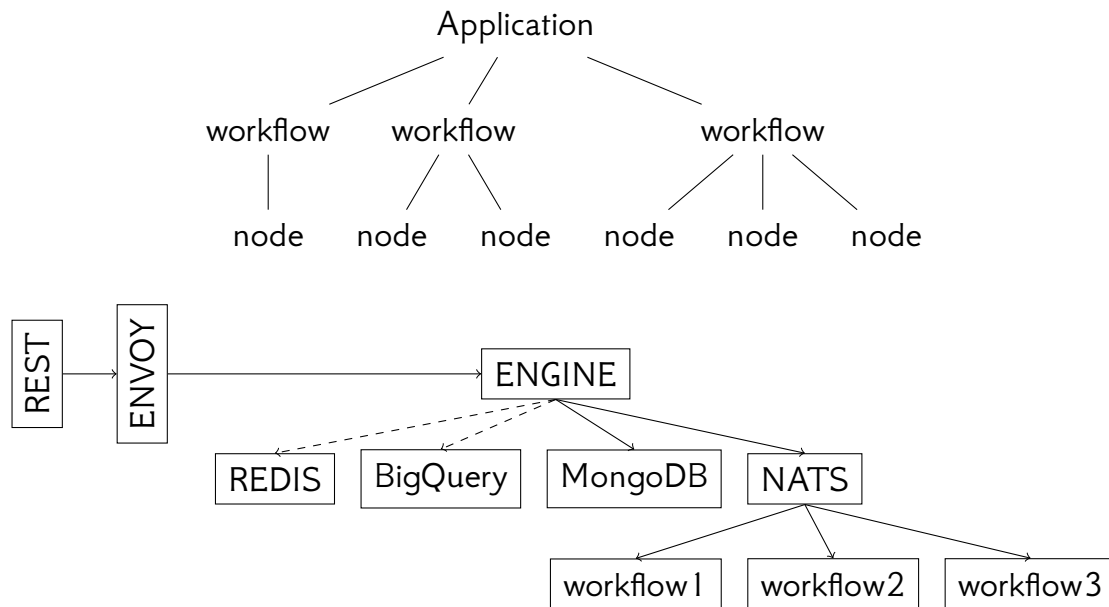 Application
workflow workflow workflow
node node node node node node
REST ENVOY ENGINE
REDIS BigQuery MongoDB NATS
workflow1 workflow2 workflow3